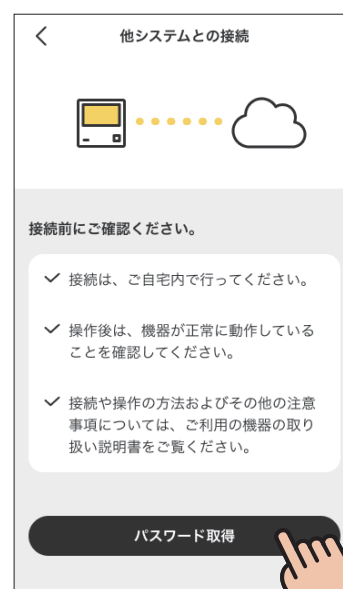 他システムとの接続
接続前にご確認ください。
接続は、ご自宅内で行ってください。
操作後は、機器が正常に動作している
ことを確認してください。
接続や操作の方法およびその他の注意
事項については、ご利用の機器の取り
扱い説明書をご覧ください。
パスワード取得